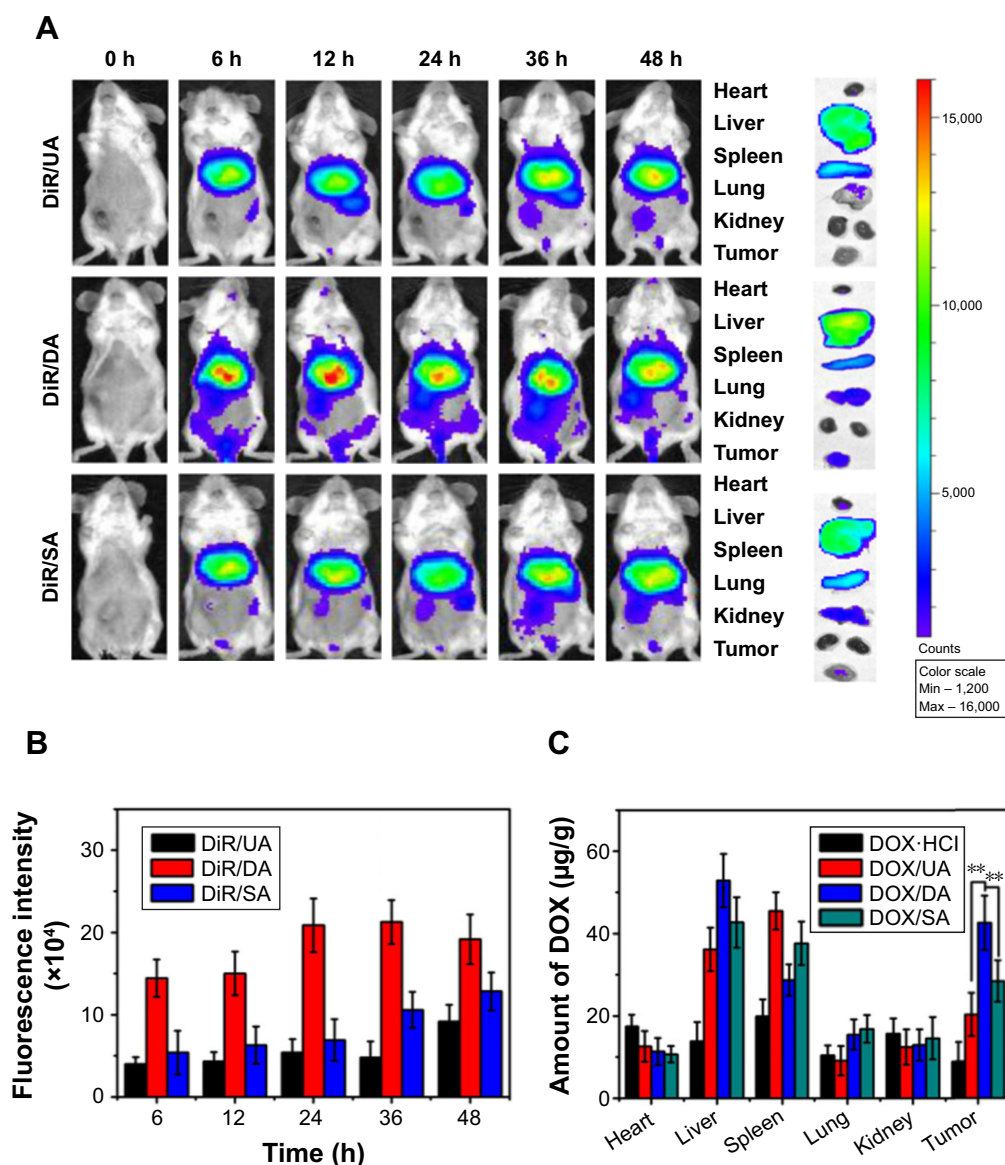 A
0 h 6 h 12 h 24 h 36 h 48 h
DiR/UA
Heart
Liver
Spleen
Lung
Kidney
Tumor
DiR/DA
Heart
Liver
Spleen
Lung
Kidney
Tumor
DiR/SA
Heart
Liver
Spleen
Lung
Kidney
Tumor
15,000
10,000
5,000
Counts
Color scale
Min – 1,200
Max – 16,000
B
Fluorescence intensity
(×10⁴)
30
20
10
0
DiR/UA
DiR/DA
DiR/SA
6 12 24 36 48
Time (h)
C
Amount of DOX (µg/g)
60
40
20
0
DOX·HCl
DOX/UA
DOX/DA
DOX/SA
**
**
Heart Liver Spleen Lung Kidney Tumor